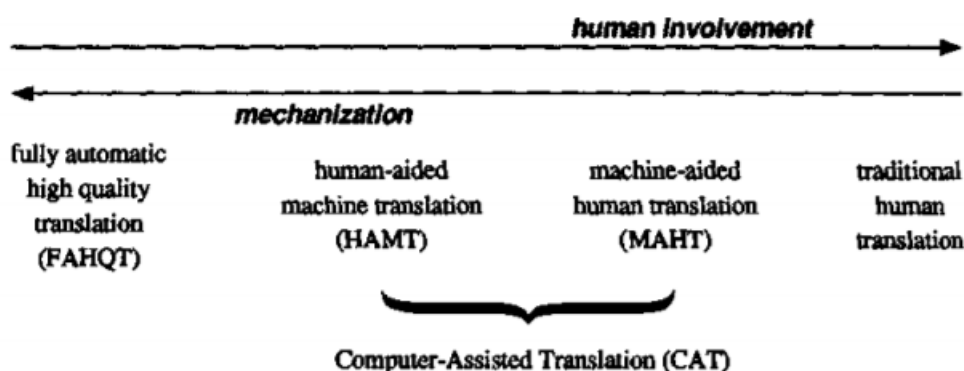 human involvement
mechanization
fully automatic
high quality
translation
(FAHQT)
human-aided
machine translation
(HAMT)
machine-aided
human translation
(MAHT)
traditional
human
translation
Computer-Assisted Translation (CAT)